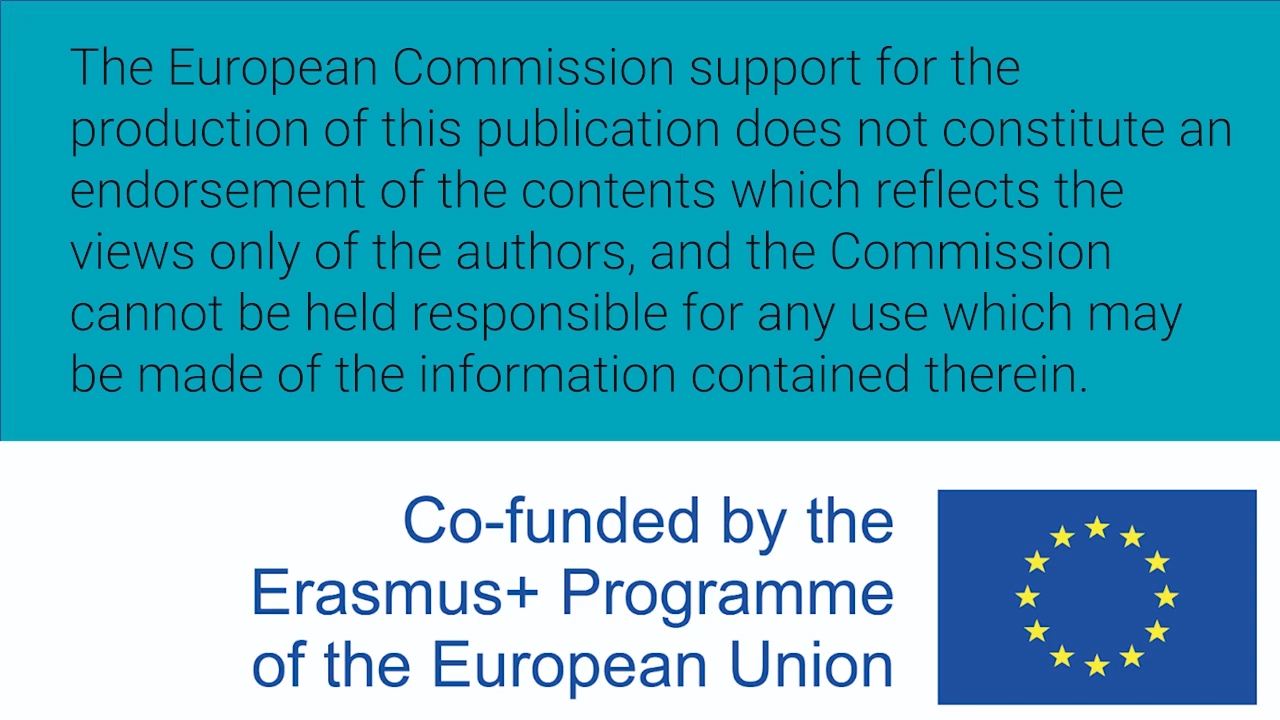 The European Commission support for the
production of this publication does not constitute an
endorsement of the contents which reflects the
views only of the authors, and the Commission
cannot be held responsible for any use which may
be made of the information contained therein.
Co-funded by the
Erasmus+ Programme
of the European Union